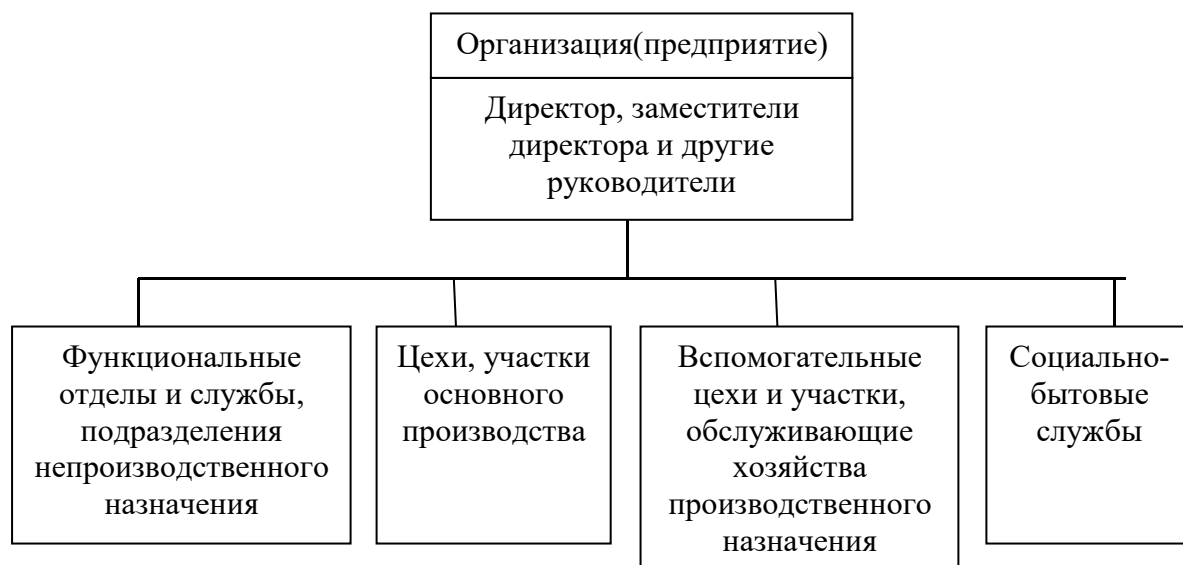 Организация(предприятие)
Директор, заместители
директора и другие
руководители
Функциональные
отделы и службы,
подразделения
непроизводственного
назначения
Цехи, участки
основного
производства
Вспомогательные
цехи и участки,
обслуживающие
хозяйства
производственного
назначения
Социально-
бытовые
службы